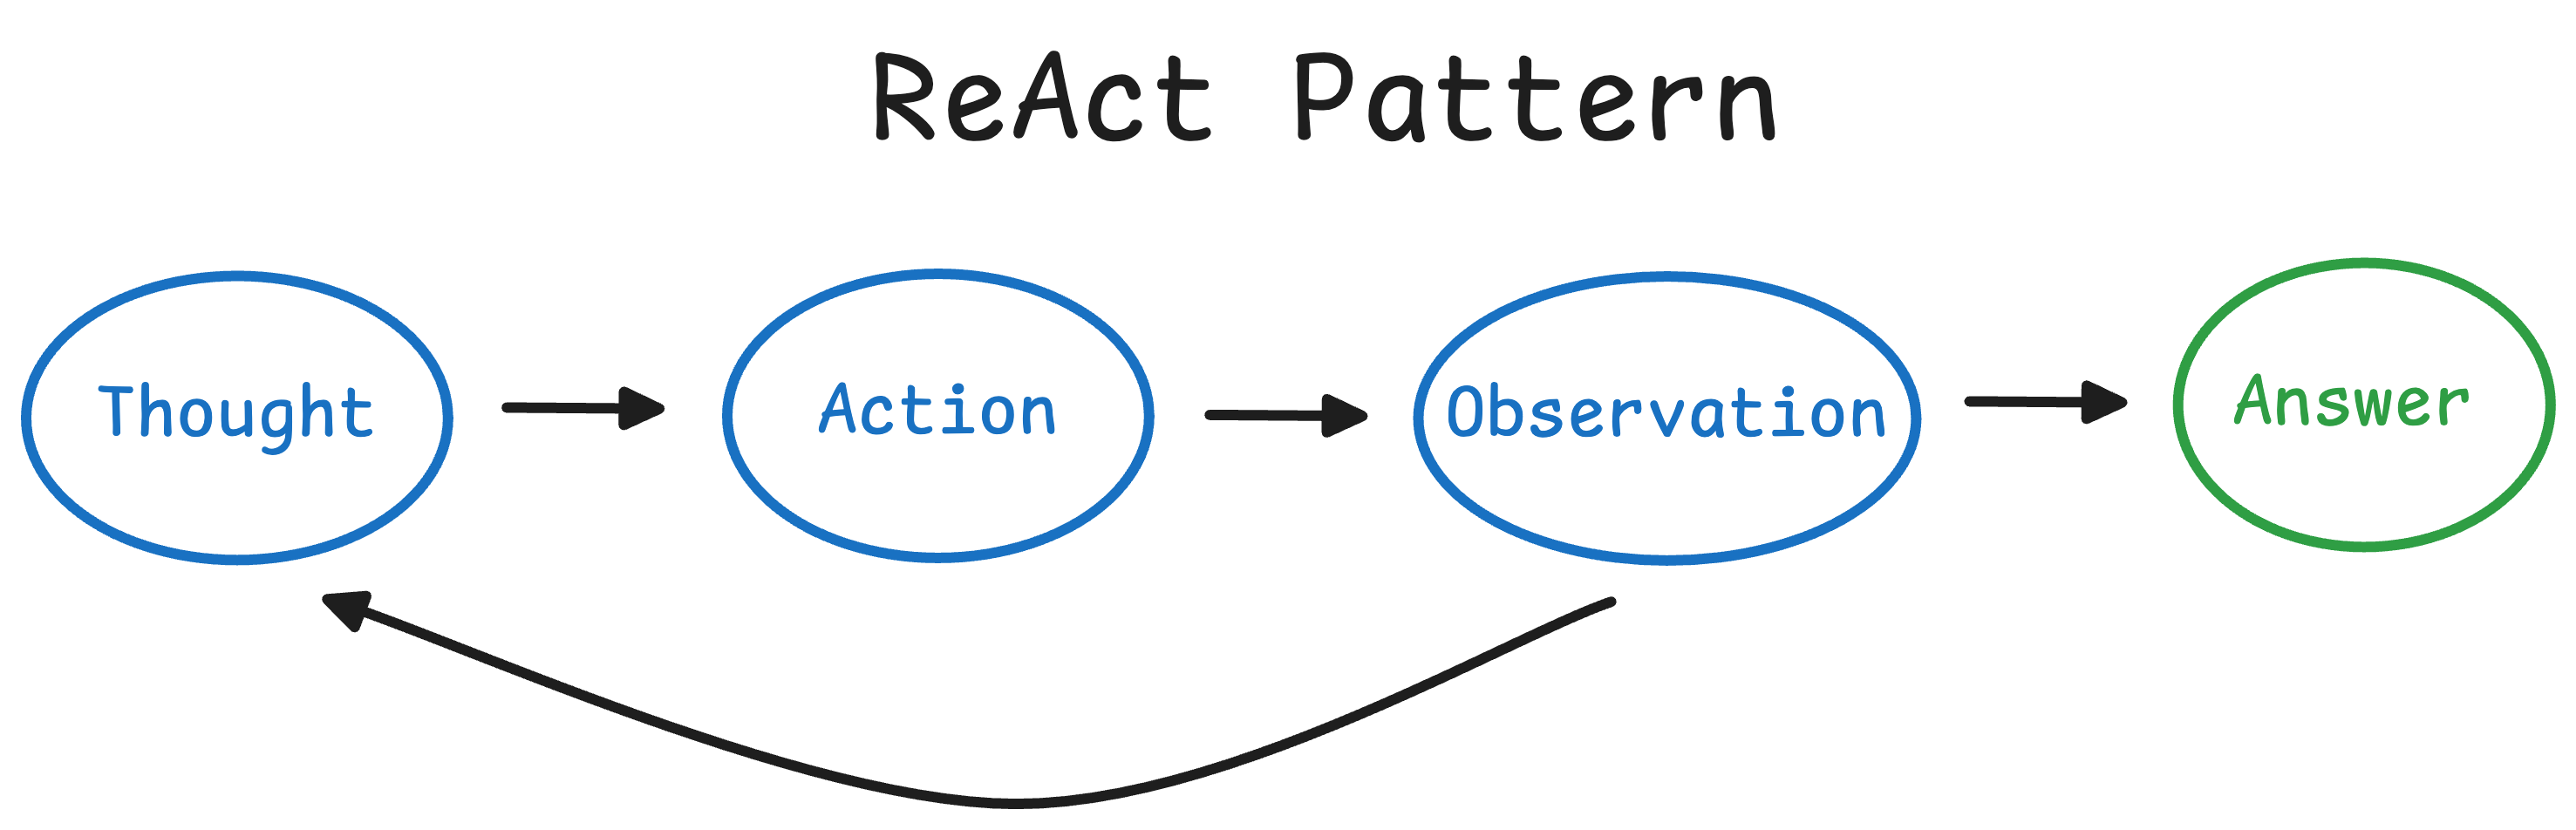 ReAct Pattern
Thought
Action
Observation
Answer